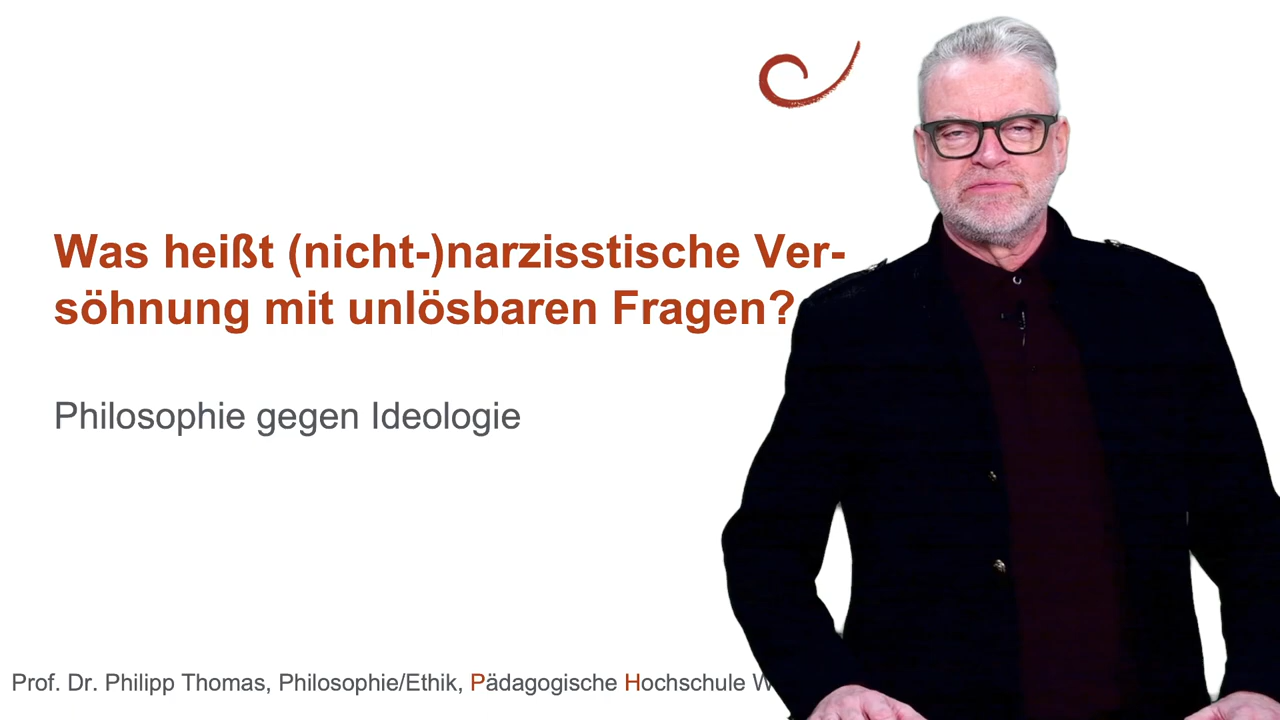 Was heißt (nicht-)narzisstische Ver-
söhnung mit unlösbaren Fragen?
Philosophie gegen Ideologie
Prof. Dr. Philipp Thomas, Philosophie/Ethik, Pädagogische Hochschule